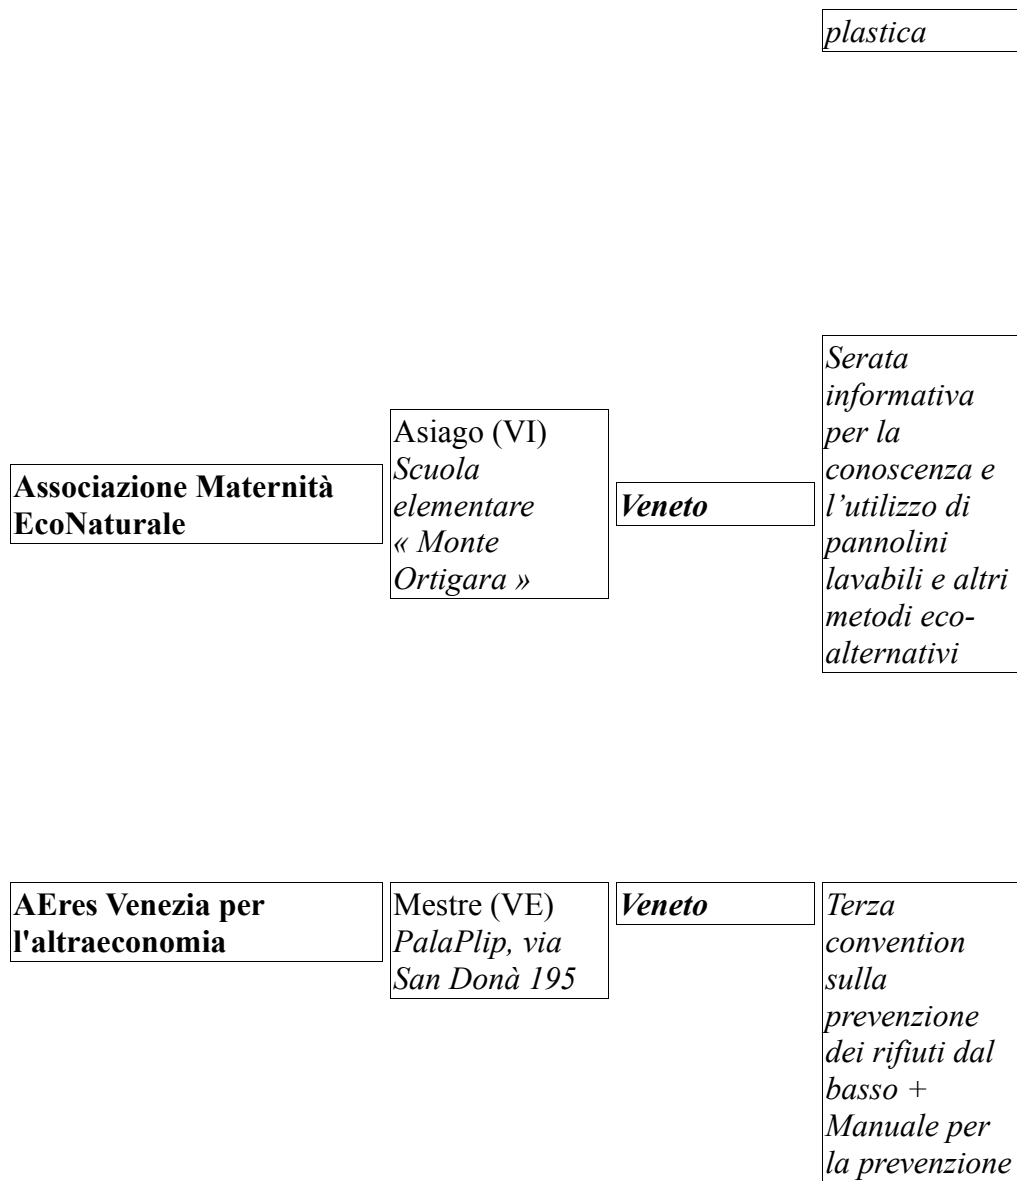 plastica
Associazione Maternità
EcoNaturale
Asiago (VI)
Scuola
elementare
« Monte
Ortigara »
Veneto
Serata
informativa
per la
conoscenza e
l’utilizzo di
pannolini
lavabili e altri
metodi eco-
alternativi
AEres Venezia per
l'altraeconomia
Mestre (VE)
PalaPlip, via
San Donà 195
Veneto
Terza
convention
sulla
prevenzione
dei rifiuti dal
basso +
Manuale per
la prevenzione